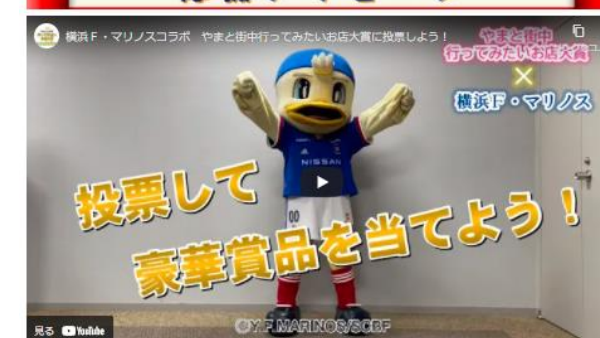 横浜F・マリノスコラボ やまと街中行ってみたいお店大賞に投票しよう!
やまと街中
行ってみたいお店大賞
×
横浜F・マリノス
NISSAN
00
投票して
豪華賞品を当てよう!
見る YouTube
©Y.F.MARINOS/SCBF